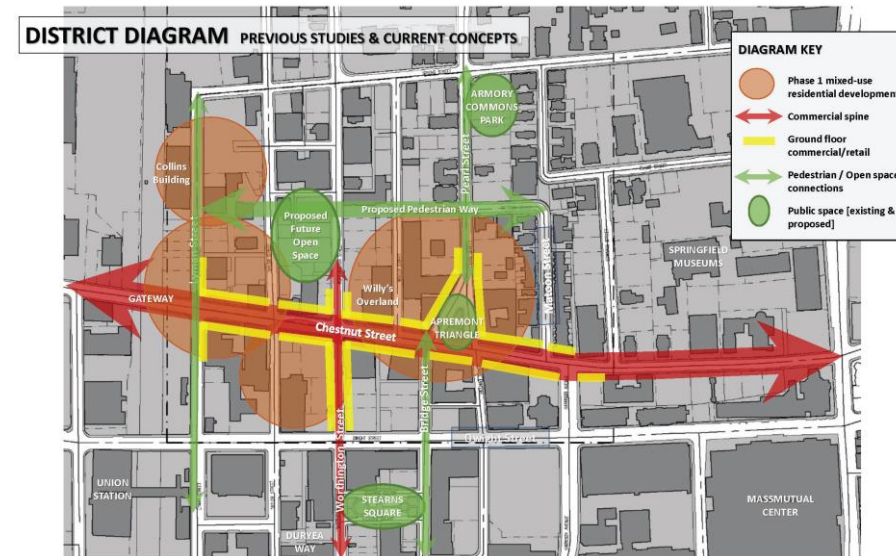 DISTRICT DIAGRAM PREVIOUS STUDIES & CURRENT CONCEPTS
DIAGRAM KEY
Phase 1 mixed-use
residential development
Commercial spine
Ground floor
commercial/retail
Pedestrian / Open space
connections
Public space [existing &
proposed]
ARMORY
COMMONS
PARK
Pearl Street
Collins
Building
Street
Proposed Pedestrian Way
Proposed
Future
Open
Space
Matoon Street
SPRINGFIELD
MUSEUMS
GATEWAY
Willy's
Overland
Chestnut Street
APREMONT
TRIANGLE
Bridge Street
Worthington Street
DWIGHT STREET
Dwight Street
UNION
STATION
STEARNS
SQUARE
DURYEA
WAY
MASSMUTUAL
CENTER